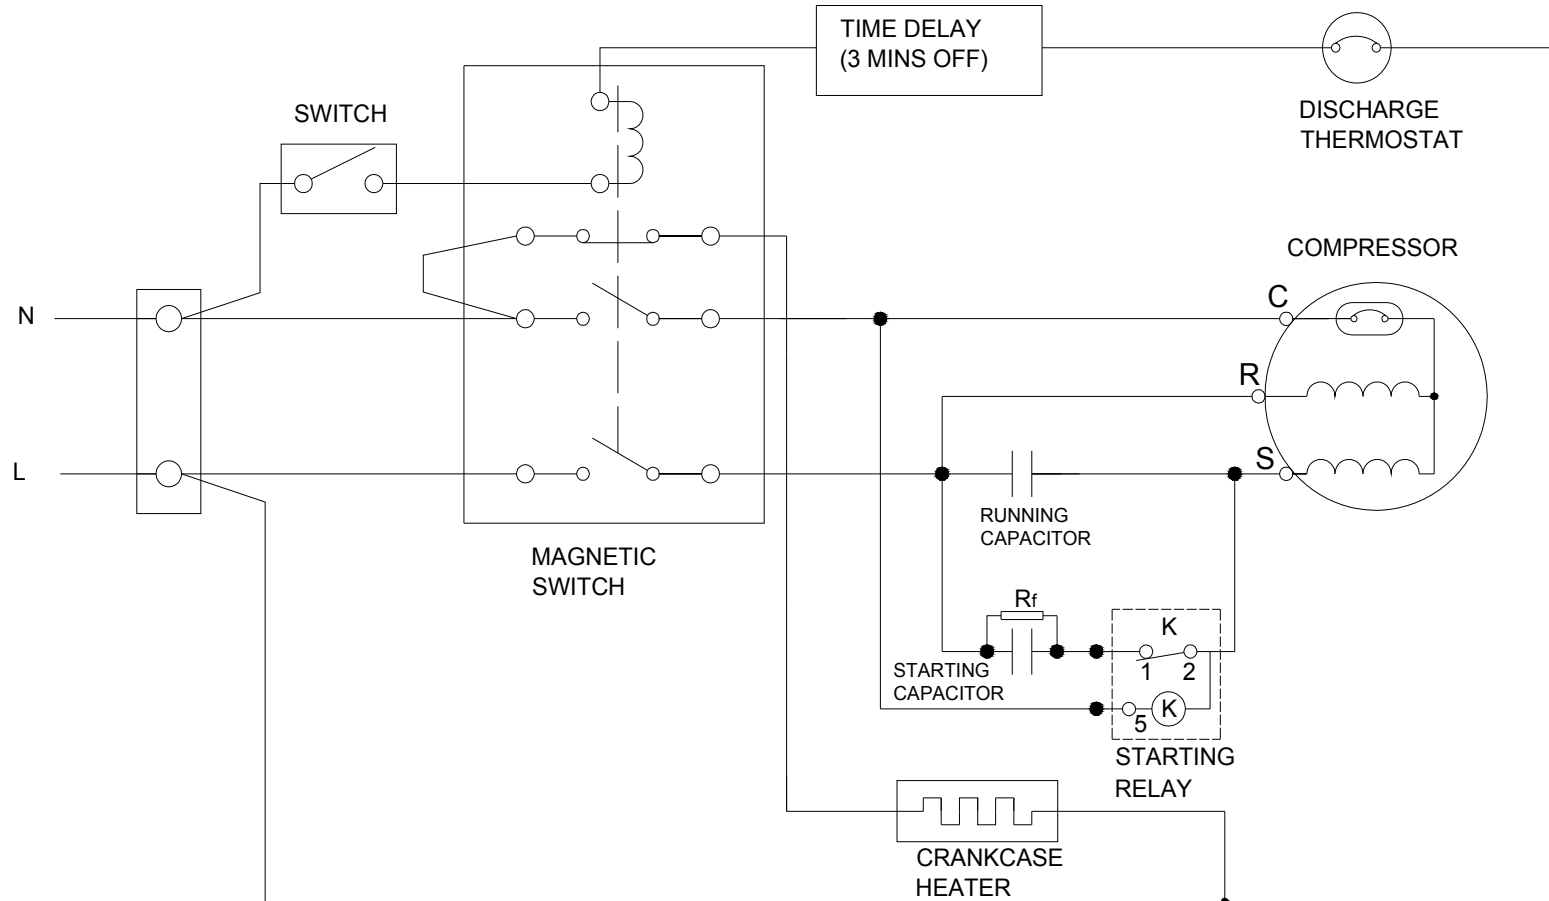 TIME DELAY
(3 MINS OFF)
DISCHARGE
THERMOSTAT
SWITCH
COMPRESSOR
N
C
R
L
S
MAGNETIC
SWITCH
RUNNING
CAPACITOR
Rf
K
1 2
STARTING
CAPACITOR
K
5
STARTING
RELAY
CRANKCASE
HEATER